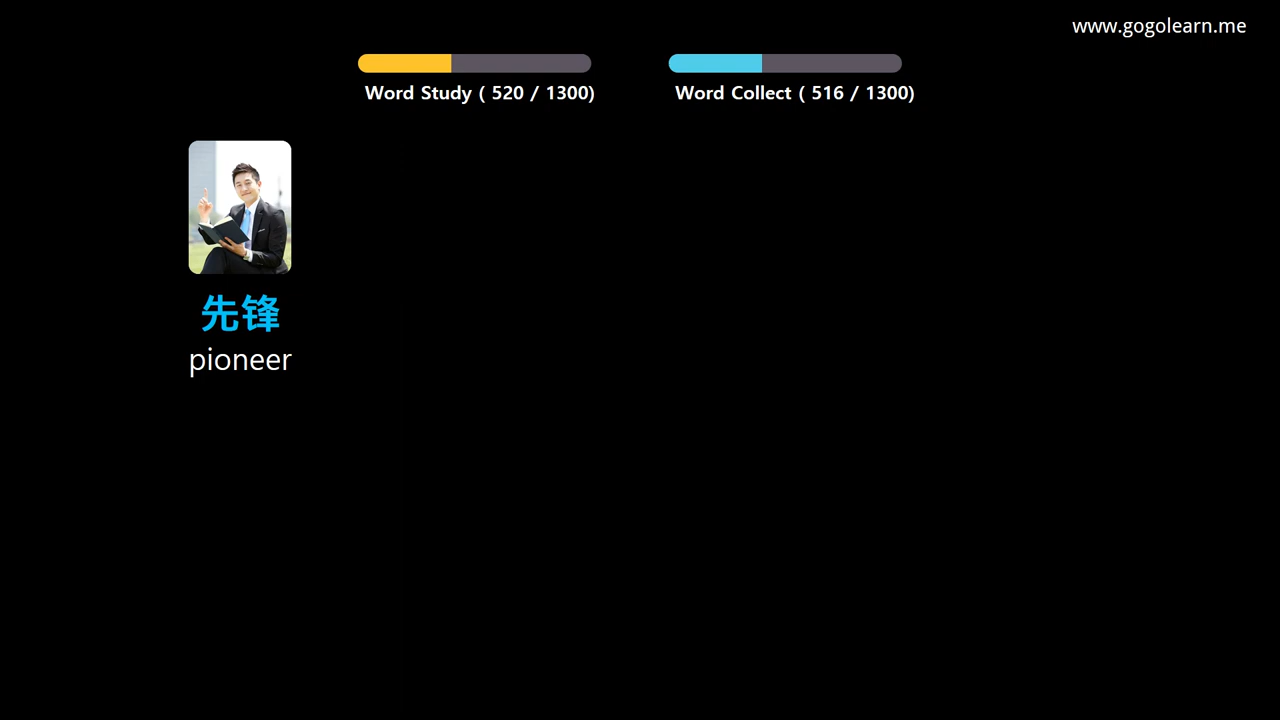 www.gogolearn.me
Word Study ( 520 / 1300)
Word Collect ( 516 / 1300)
先锋
pioneer